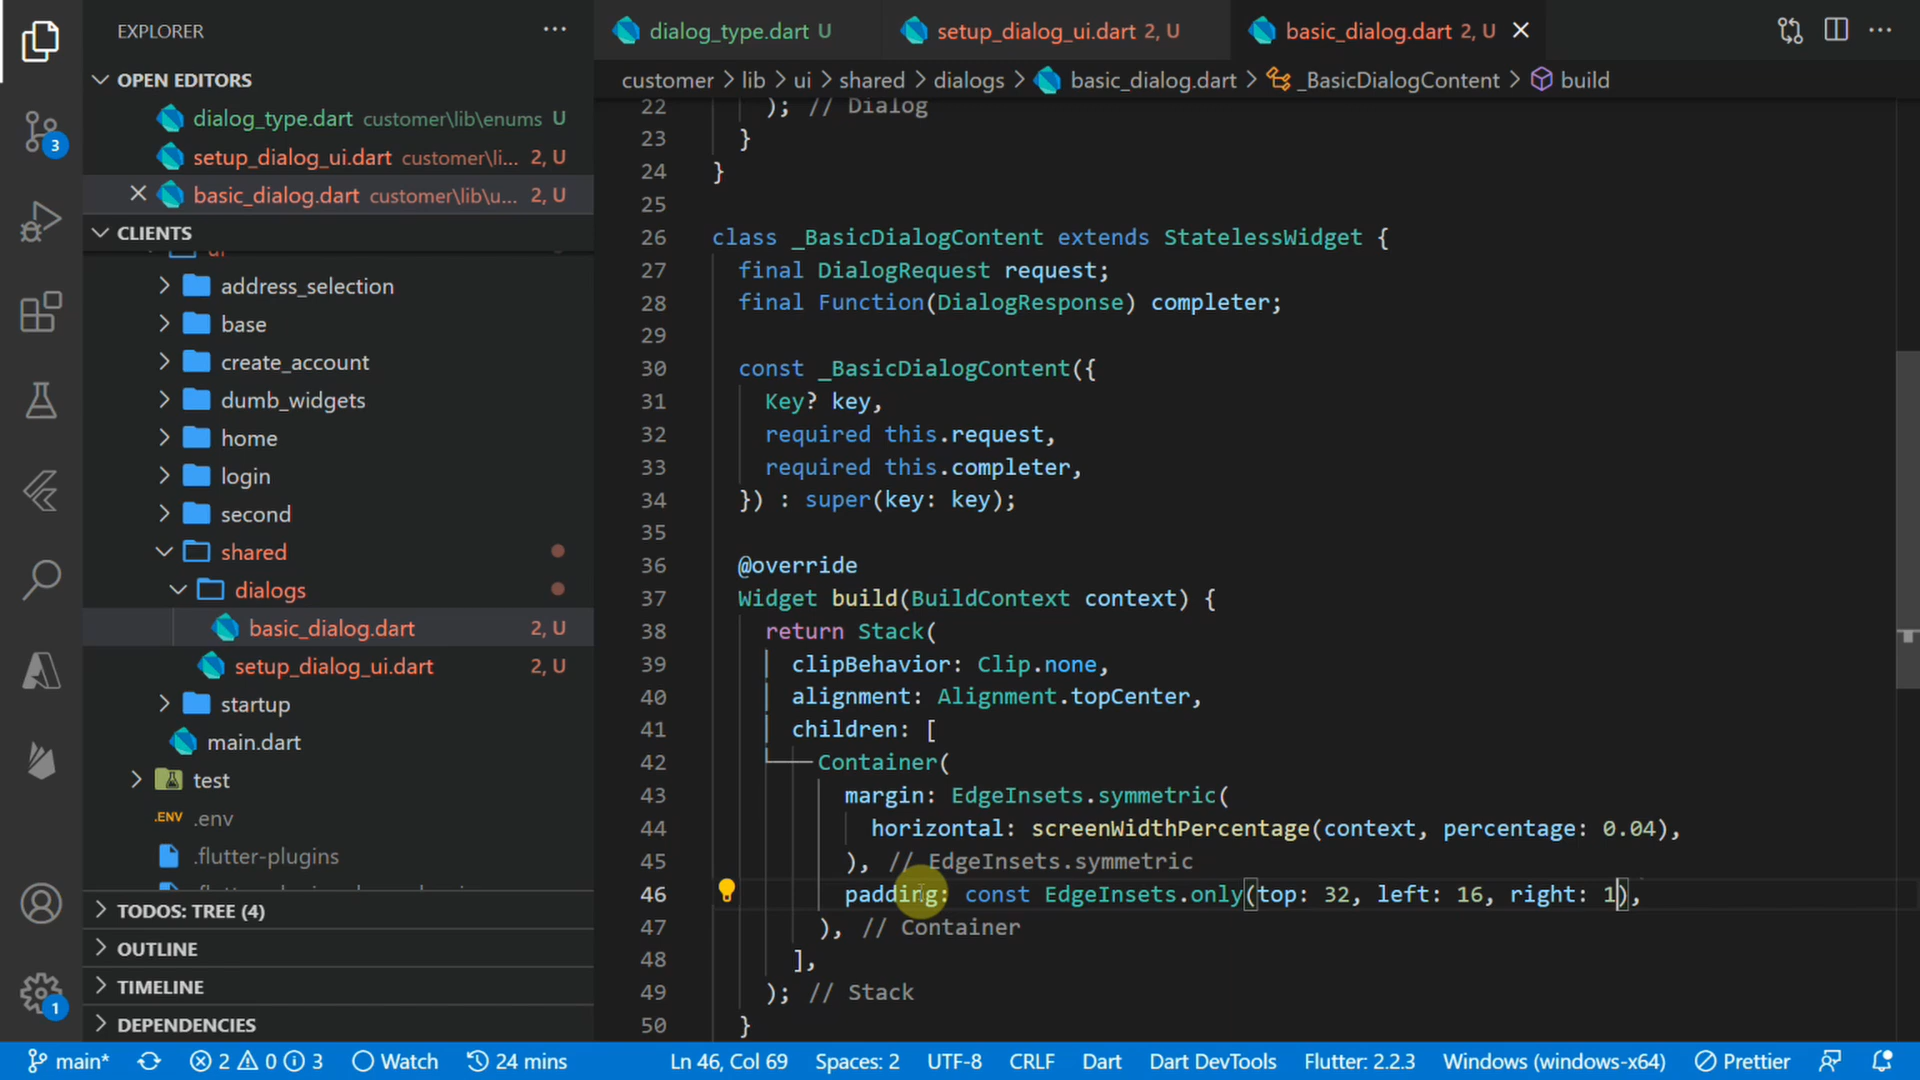 EXPLORER
OPEN EDITORS
dialog_type.dart customer\lib\enums U
setup_dialog_ui.dart customer\li... 2, U
basic_dialog.dart customer\lib\u... 2, U
CLIENTS
ui
address_selection
base
create_account
dumb_widgets
home
login
second
shared
dialogs
basic_dialog.dart 2, U
setup_dialog_ui.dart 2, U
startup
main.dart
test
.ENV .env
.flutter-plugins
TODOS: TREE (4)
OUTLINE
TIMELINE
DEPENDENCIES
3
1
dialog_type.dart U
setup_dialog_ui.dart 2, U
basic_dialog.dart 2, U
customer > lib > ui > shared > dialogs > basic_dialog.dart > _BasicDialogContent > build
22 ); // Dialog
23 }
24 }
25
26 class _BasicDialogContent extends StatelessWidget {
27 final DialogRequest request;
28 final Function(DialogResponse) completer;
29
30 const _BasicDialogContent({
31 Key? key,
32 required this.request,
33 required this.completer,
34 }) : super(key: key);
35
36 @override
37 Widget build(BuildContext context) {
38 return Stack(
39 clipBehavior: Clip.none,
40 alignment: Alignment.topCenter,
41 children: [
42 Container(
43 margin: EdgeInsets.symmetric(
44 horizontal: screenWidthPercentage(context, percentage: 0.04),
45 ), // EdgeInsets.symmetric
46 padding: const EdgeInsets.only(top: 32, left: 16, right: 1),
47 ), // Container
48 ],
49 ); // Stack
50 }
main* 2 0 3 Watch 24 mins Ln 46, Col 69 Spaces: 2 UTF-8 CRLF Dart Dart DevTools Flutter: 2.2.3 Windows (windows-x64) Prettier